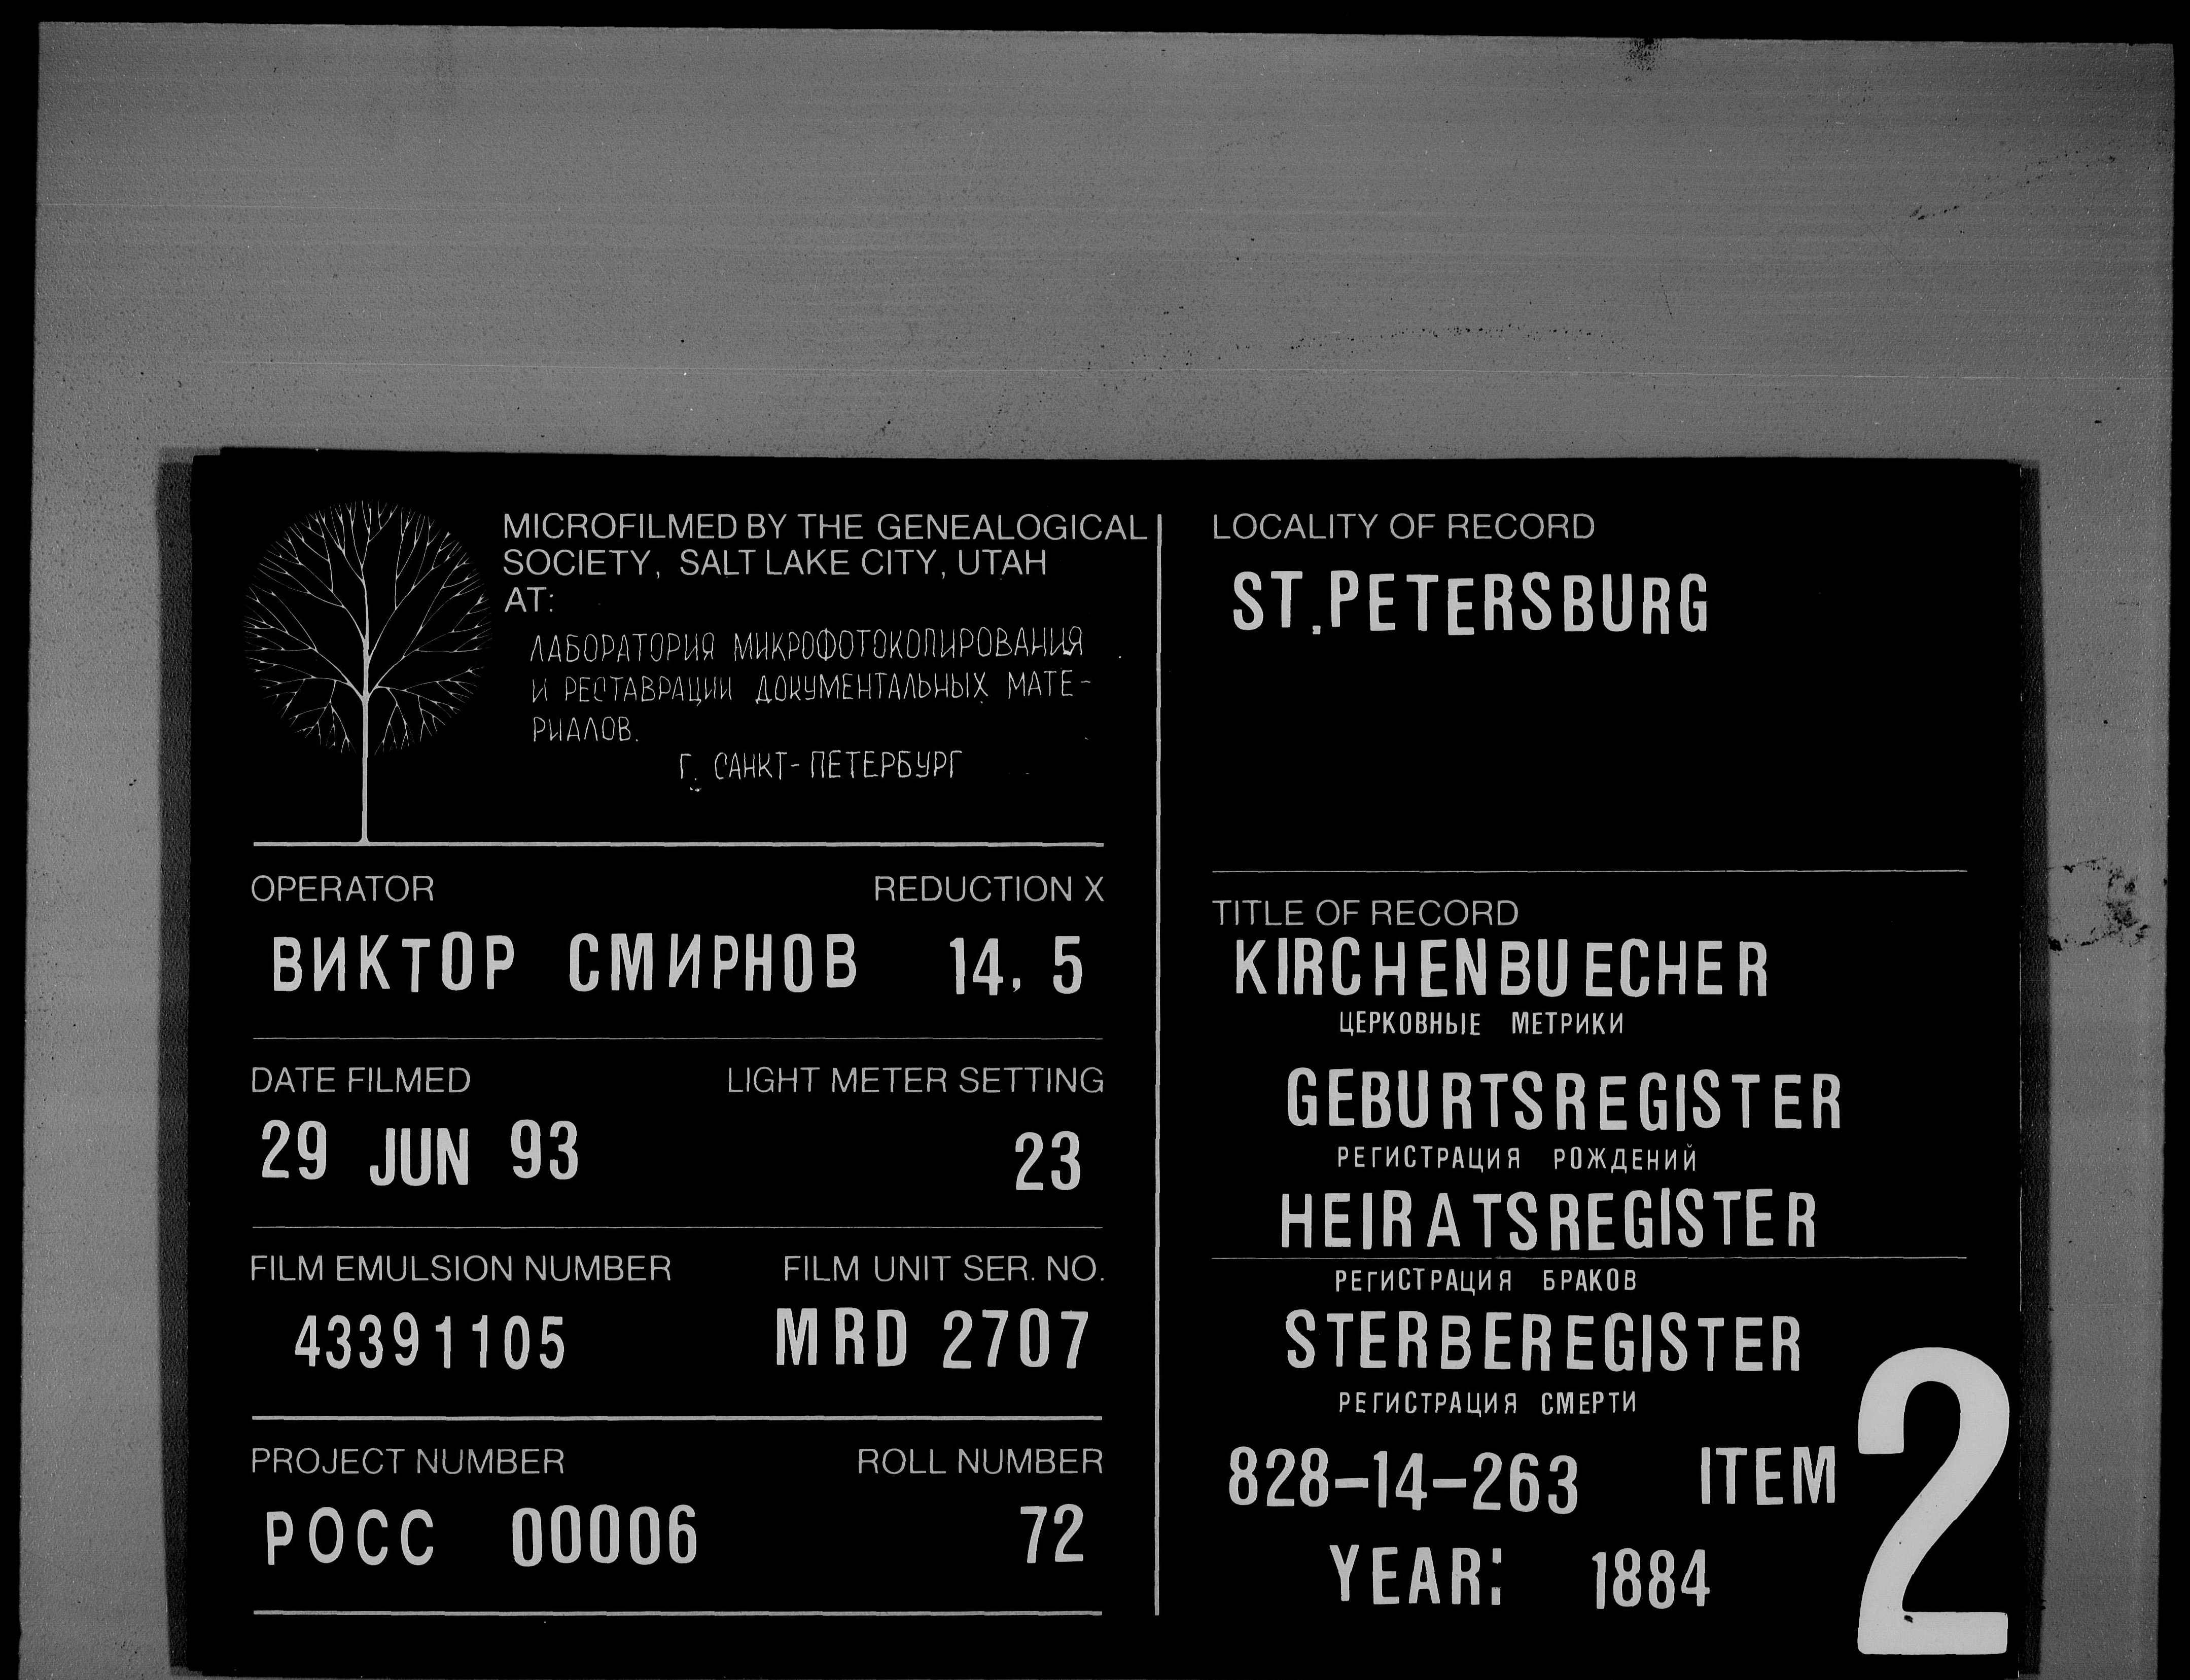 MICROFILMED BY THE GENEALOGICAL
SOCIETY, SALT LAKE CITY, UTAH
AT:
ЛАБОРАТОРИЯ МИКРОФОТОКОПИРОВАНИЯ
И РЕСТАВРАЦИИ ДОКУМЕНТАЛЬНЫХ МАТЕ-
РИАЛОВ.
Г. САНКТ-ПЕТЕРБУРГ
OPERATOR REDUCTION X
ВИКТОР СМИРНОВ 14,5
DATE FILMED LIGHT METER SETTING
29 JUN 93 23
FILM EMULSION NUMBER FILM UNIT SER. NO.
43391105 MRD 2707
PROJECT NUMBER ROLL NUMBER
РОСС 00006 72
LOCALITY OF RECORD
ST.PETERSBURG
TITLE OF RECORD
KIRCHENBUECHER
ЦЕРКОВНЫЕ МЕТРИКИ
GEBURTSREGISTER
РЕГИСТРАЦИЯ РОЖДЕНИЙ
HEIRATSREGISTER
РЕГИСТРАЦИЯ БРАКОВ
STERBEREGISTER
РЕГИСТРАЦИЯ СМЕРТИ
828-14-263 ITEM 2
YEAR: 1884